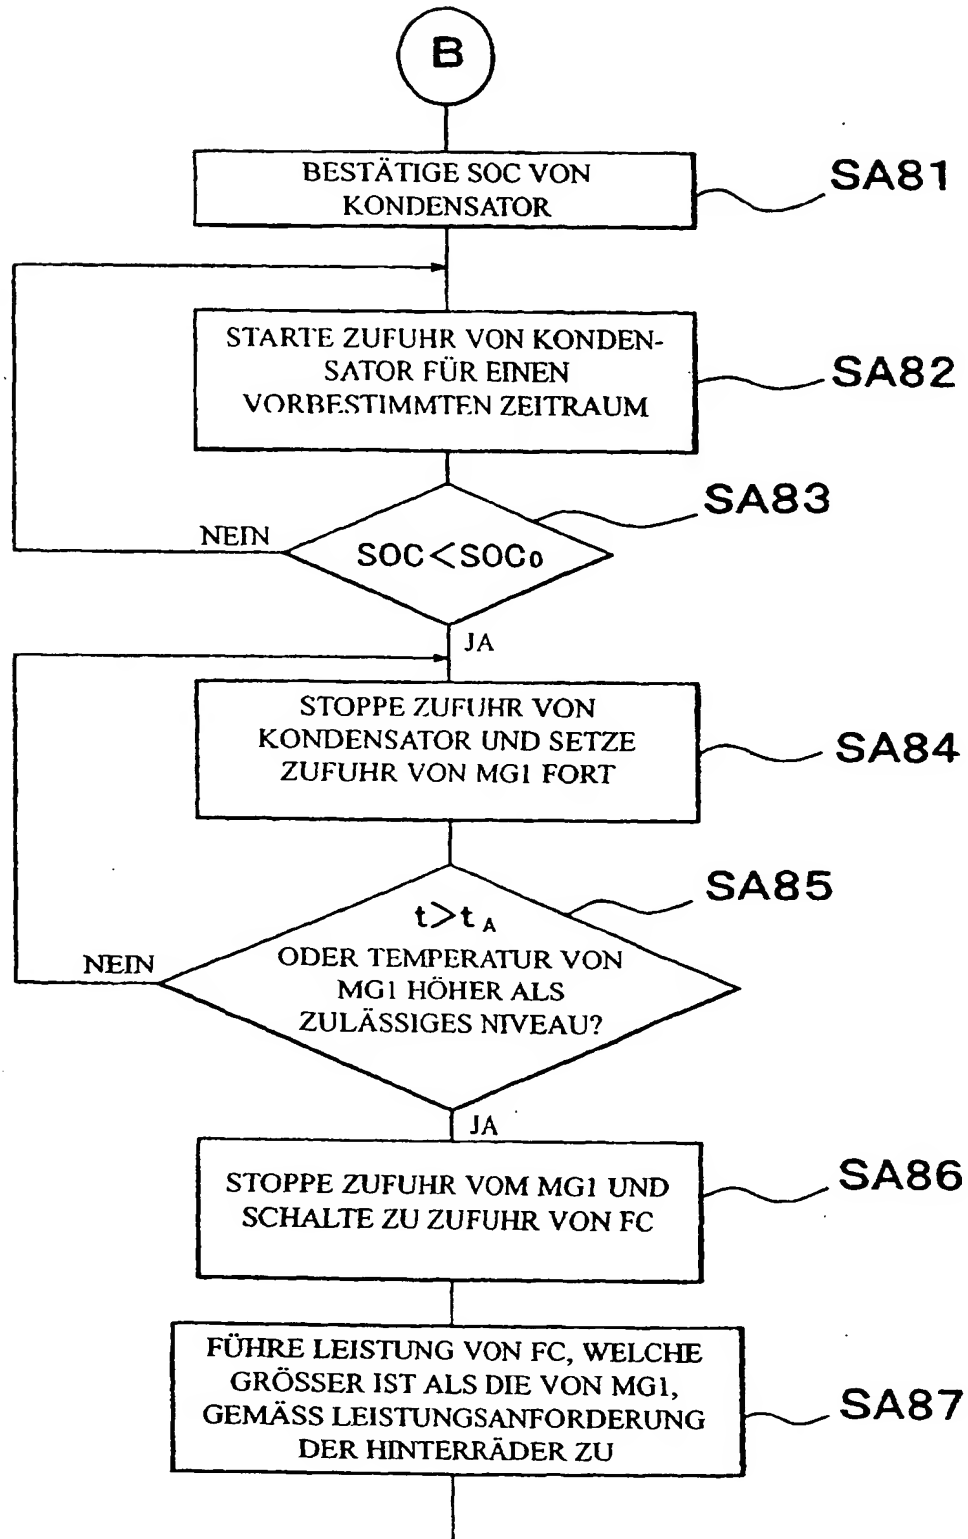 B
BESTÄTIGE SOC VON
KONDENSATOR
SA81
STARTE ZUFUHR VON KONDEN-
SATOR FÜR EINEN
VORBESTIMMTEN ZEITRAUM
SA82
SA83
NEIN
SOC<SOC₀
JA
STOPPE ZUFUHR VON
KONDENSATOR UND SETZE
ZUFUHR VON MG1 FORT
SA84
SA85
t>t_A
NEIN
ODER TEMPERATUR VON
MG1 HÖHER ALS
ZULÄSSIGES NIVEAU?
JA
STOPPE ZUFUHR VOM MG1 UND
SCHALTE ZU ZUFUHR VON FC
SA86
FÜHRE LEISTUNG VON FC, WELCHE
GRÖSSER IST ALS DIE VON MG1,
GEMÄSS LEISTUNGSANFORDERUNG
DER HINTERRÄDER ZU
SA87